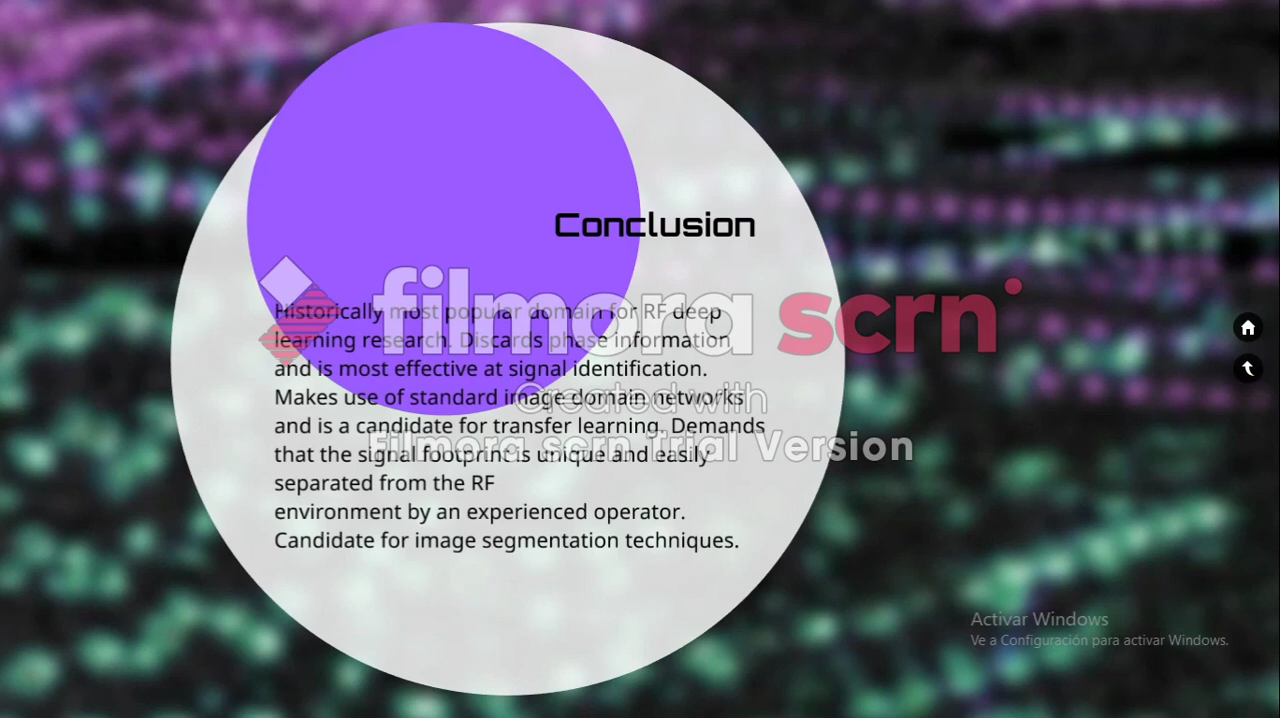 Conclusion
filmora scrn
Historically most popular domain for RF deep
learning research. Discards phase information
and is most effective at signal identification.
Makes use of standard image domain networks
Created with
and is a candidate for transfer learning. Demands
Filmora scrn Trial Version
that the signal footprint is unique and easily
separated from the RF
environment by an experienced operator.
Candidate for image segmentation techniques.
Activar Windows
Ve a Configuración para activar Windows.